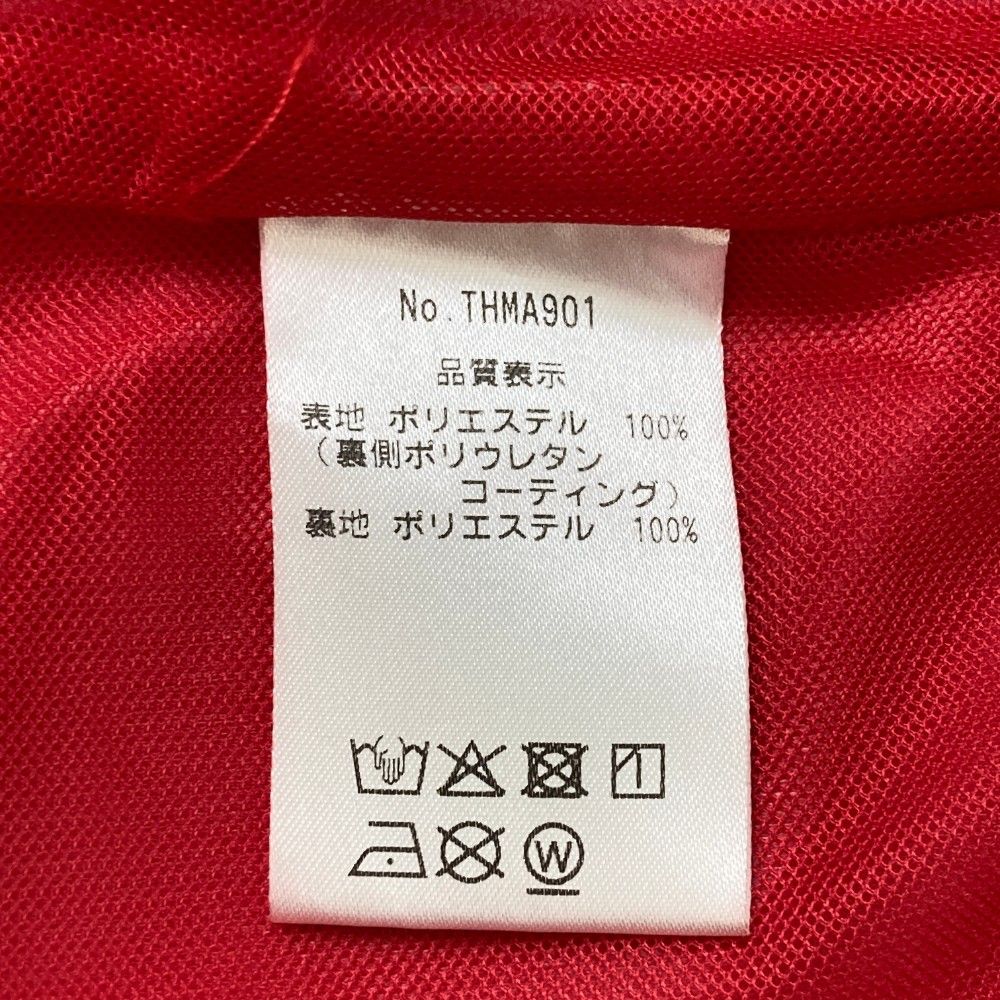 No.THMA901
品質表示
表地 ポリエステル 100%
（裏側ポリウレタン
コーティング）
裏地 ポリエステル 100%
W